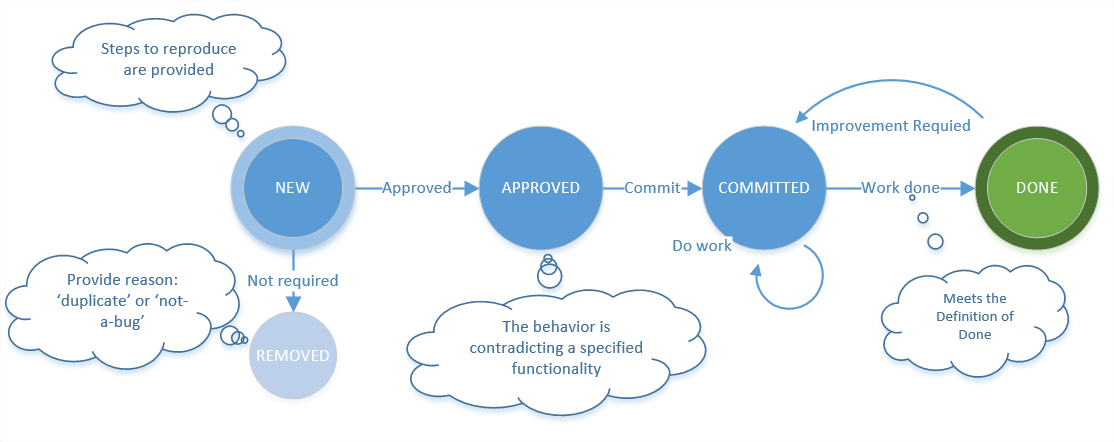 Steps to reproduce
are provided
Improvement Requied
NEW
Approved
APPROVED
Commit
COMMITTED
Work done
DONE
Do work
Not required
Provide reason:
‘duplicate’ or ‘not-
a-bug’
REMOVED
The behavior is
contradicting a specified
functionality
Meets the
Definition of
Done